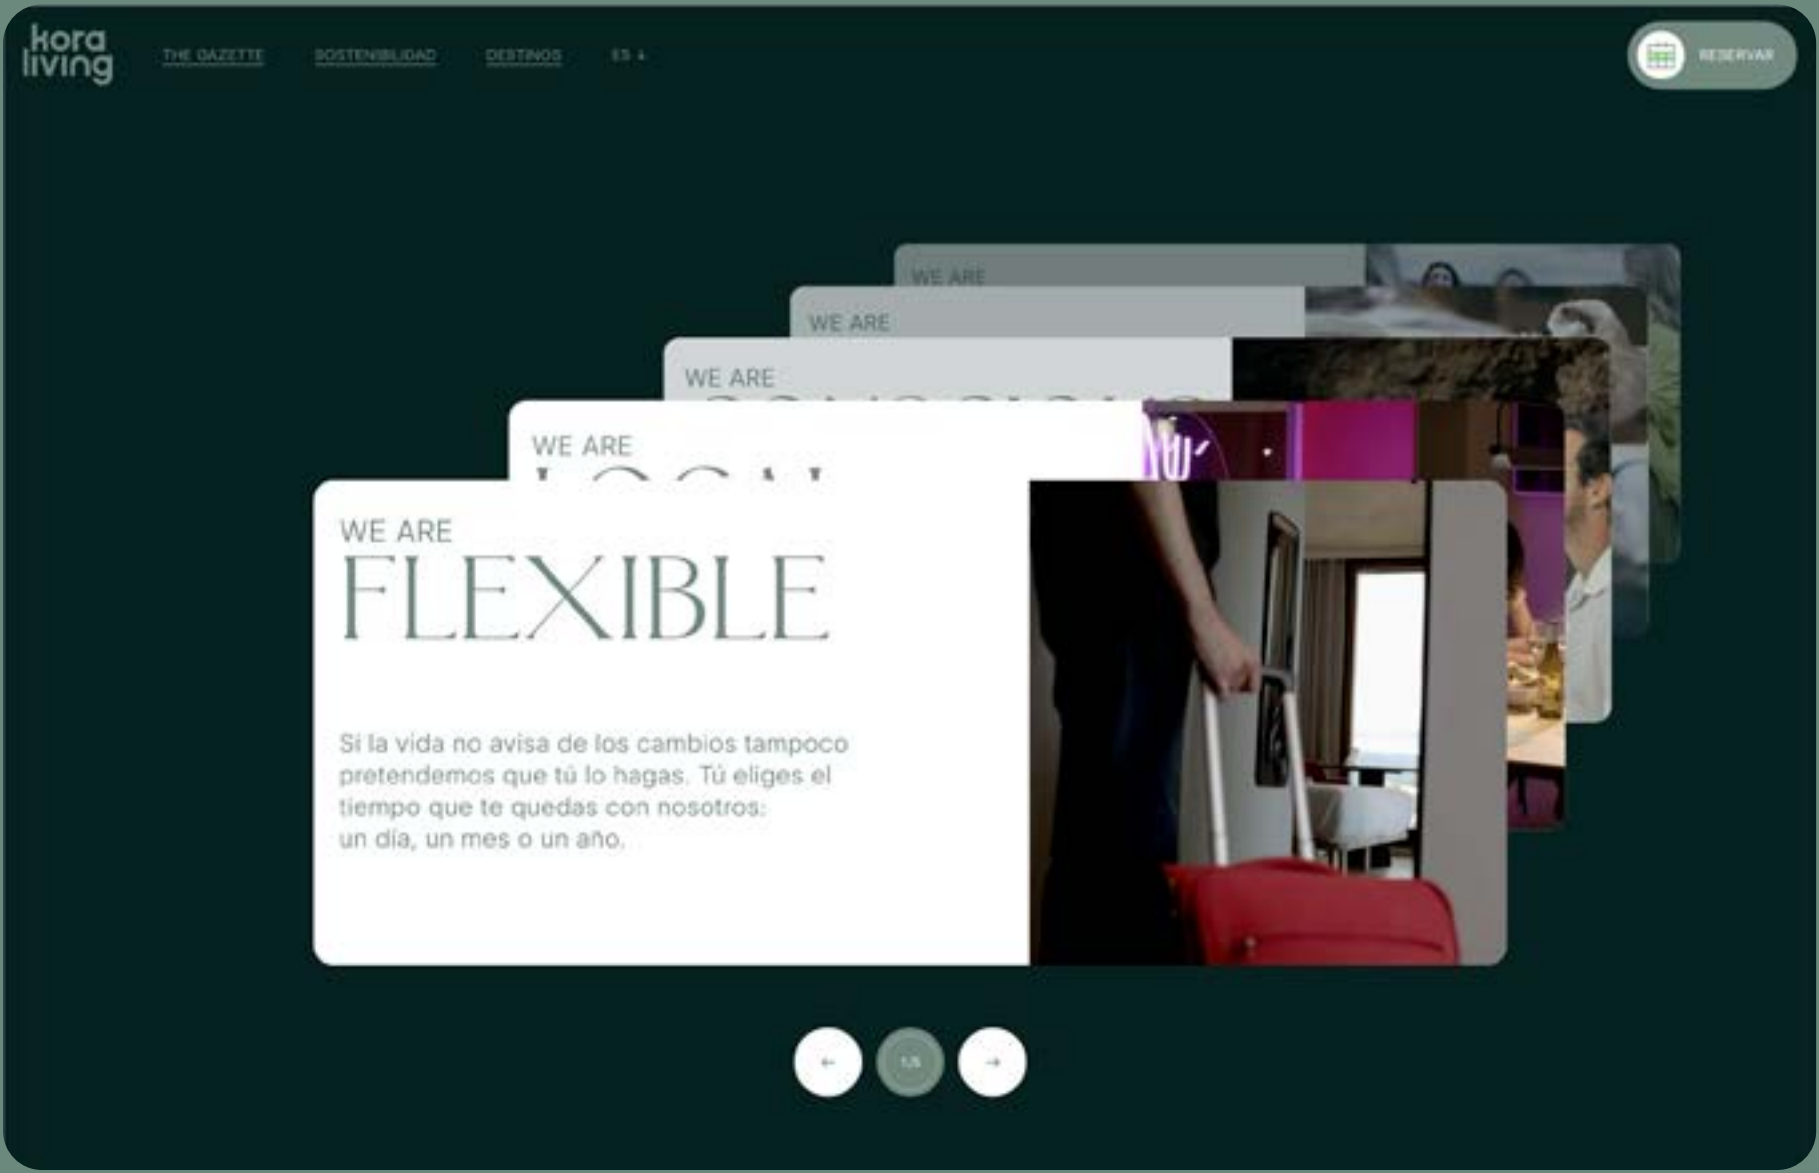 kora
living
THE GAZETTE
SOSTENIBILIDAD
DESTINOS
ES ↓
RESERVAR
WE ARE
WE ARE
WE ARE
WE ARE
WE ARE
FLEXIBLE
Si la vida no avisa de los cambios tampoco
pretendemos que tú lo hagas. Tú eliges el
tiempo que te quedas con nosotros:
un día, un mes o un año.
← 1/5 →